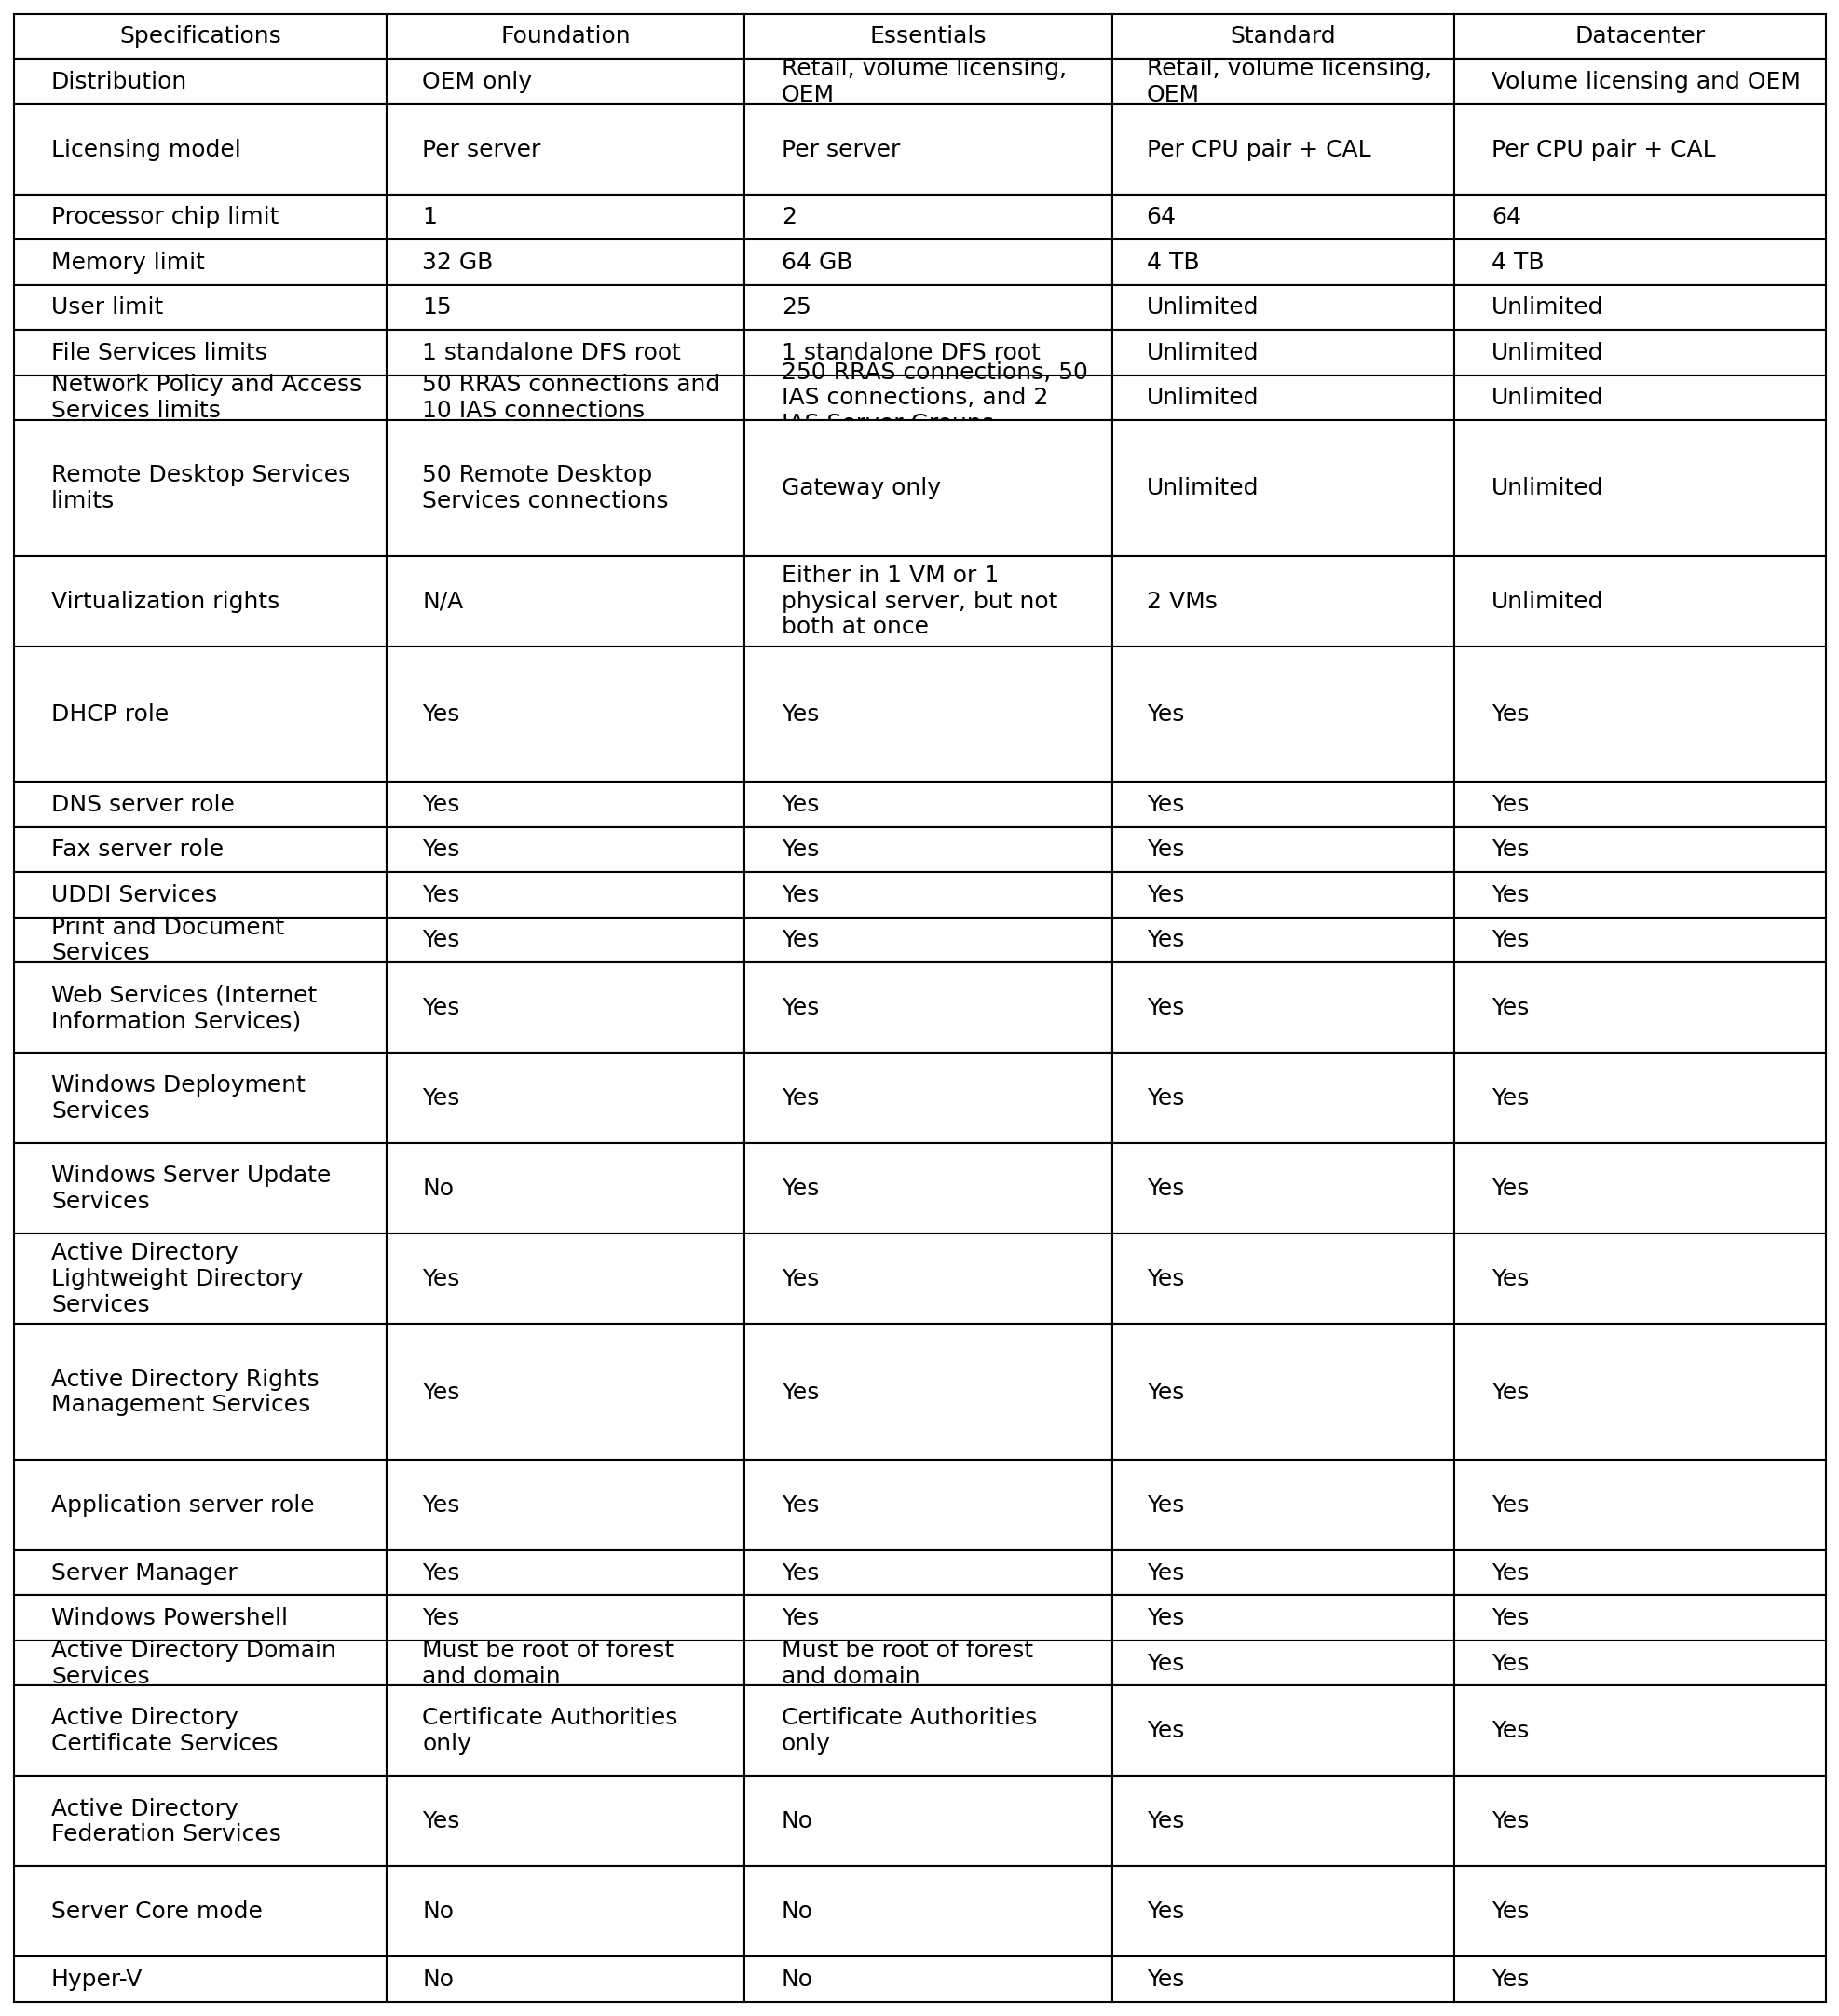 Specifications
Foundation
Essentials
Standard
Datacenter
Distribution
OEM only
Retail, volume licensing,
OEM
Retail, volume licensing,
OEM
Volume licensing and OEM
Licensing model
Per server
Per server
Per CPU pair + CAL
Per CPU pair + CAL
Processor chip limit
1
2
64
64
Memory limit
32 GB
64 GB
4 TB
4 TB
User limit
15
25
Unlimited
Unlimited
File Services limits
1 standalone DFS root
1 standalone DFS root
Unlimited
Unlimited
Network Policy and Access
Services limits
50 RRAS connections and
10 IAS connections
250 RRAS connections, 50
IAS connections, and 2
IAS Server Groups
Unlimited
Unlimited
Remote Desktop Services
limits
50 Remote Desktop
Services connections
Gateway only
Unlimited
Unlimited
Virtualization rights
N/A
Either in 1 VM or 1
physical server, but not
both at once
2 VMs
Unlimited
DHCP role
Yes
Yes
Yes
Yes
DNS server role
Yes
Yes
Yes
Yes
Fax server role
Yes
Yes
Yes
Yes
UDDI Services
Yes
Yes
Yes
Yes
Print and Document
Services
Yes
Yes
Yes
Yes
Web Services (Internet
Information Services)
Yes
Yes
Yes
Yes
Windows Deployment
Services
Yes
Yes
Yes
Yes
Windows Server Update
Services
No
Yes
Yes
Yes
Active Directory
Lightweight Directory
Services
Yes
Yes
Yes
Yes
Active Directory Rights
Management Services
Yes
Yes
Yes
Yes
Application server role
Yes
Yes
Yes
Yes
Server Manager
Yes
Yes
Yes
Yes
Windows Powershell
Yes
Yes
Yes
Yes
Active Directory Domain
Services
Must be root of forest
and domain
Must be root of forest
and domain
Yes
Yes
Active Directory
Certificate Services
Certificate Authorities
only
Certificate Authorities
only
Yes
Yes
Active Directory
Federation Services
Yes
No
Yes
Yes
Server Core mode
No
No
Yes
Yes
Hyper-V
No
No
Yes
Yes